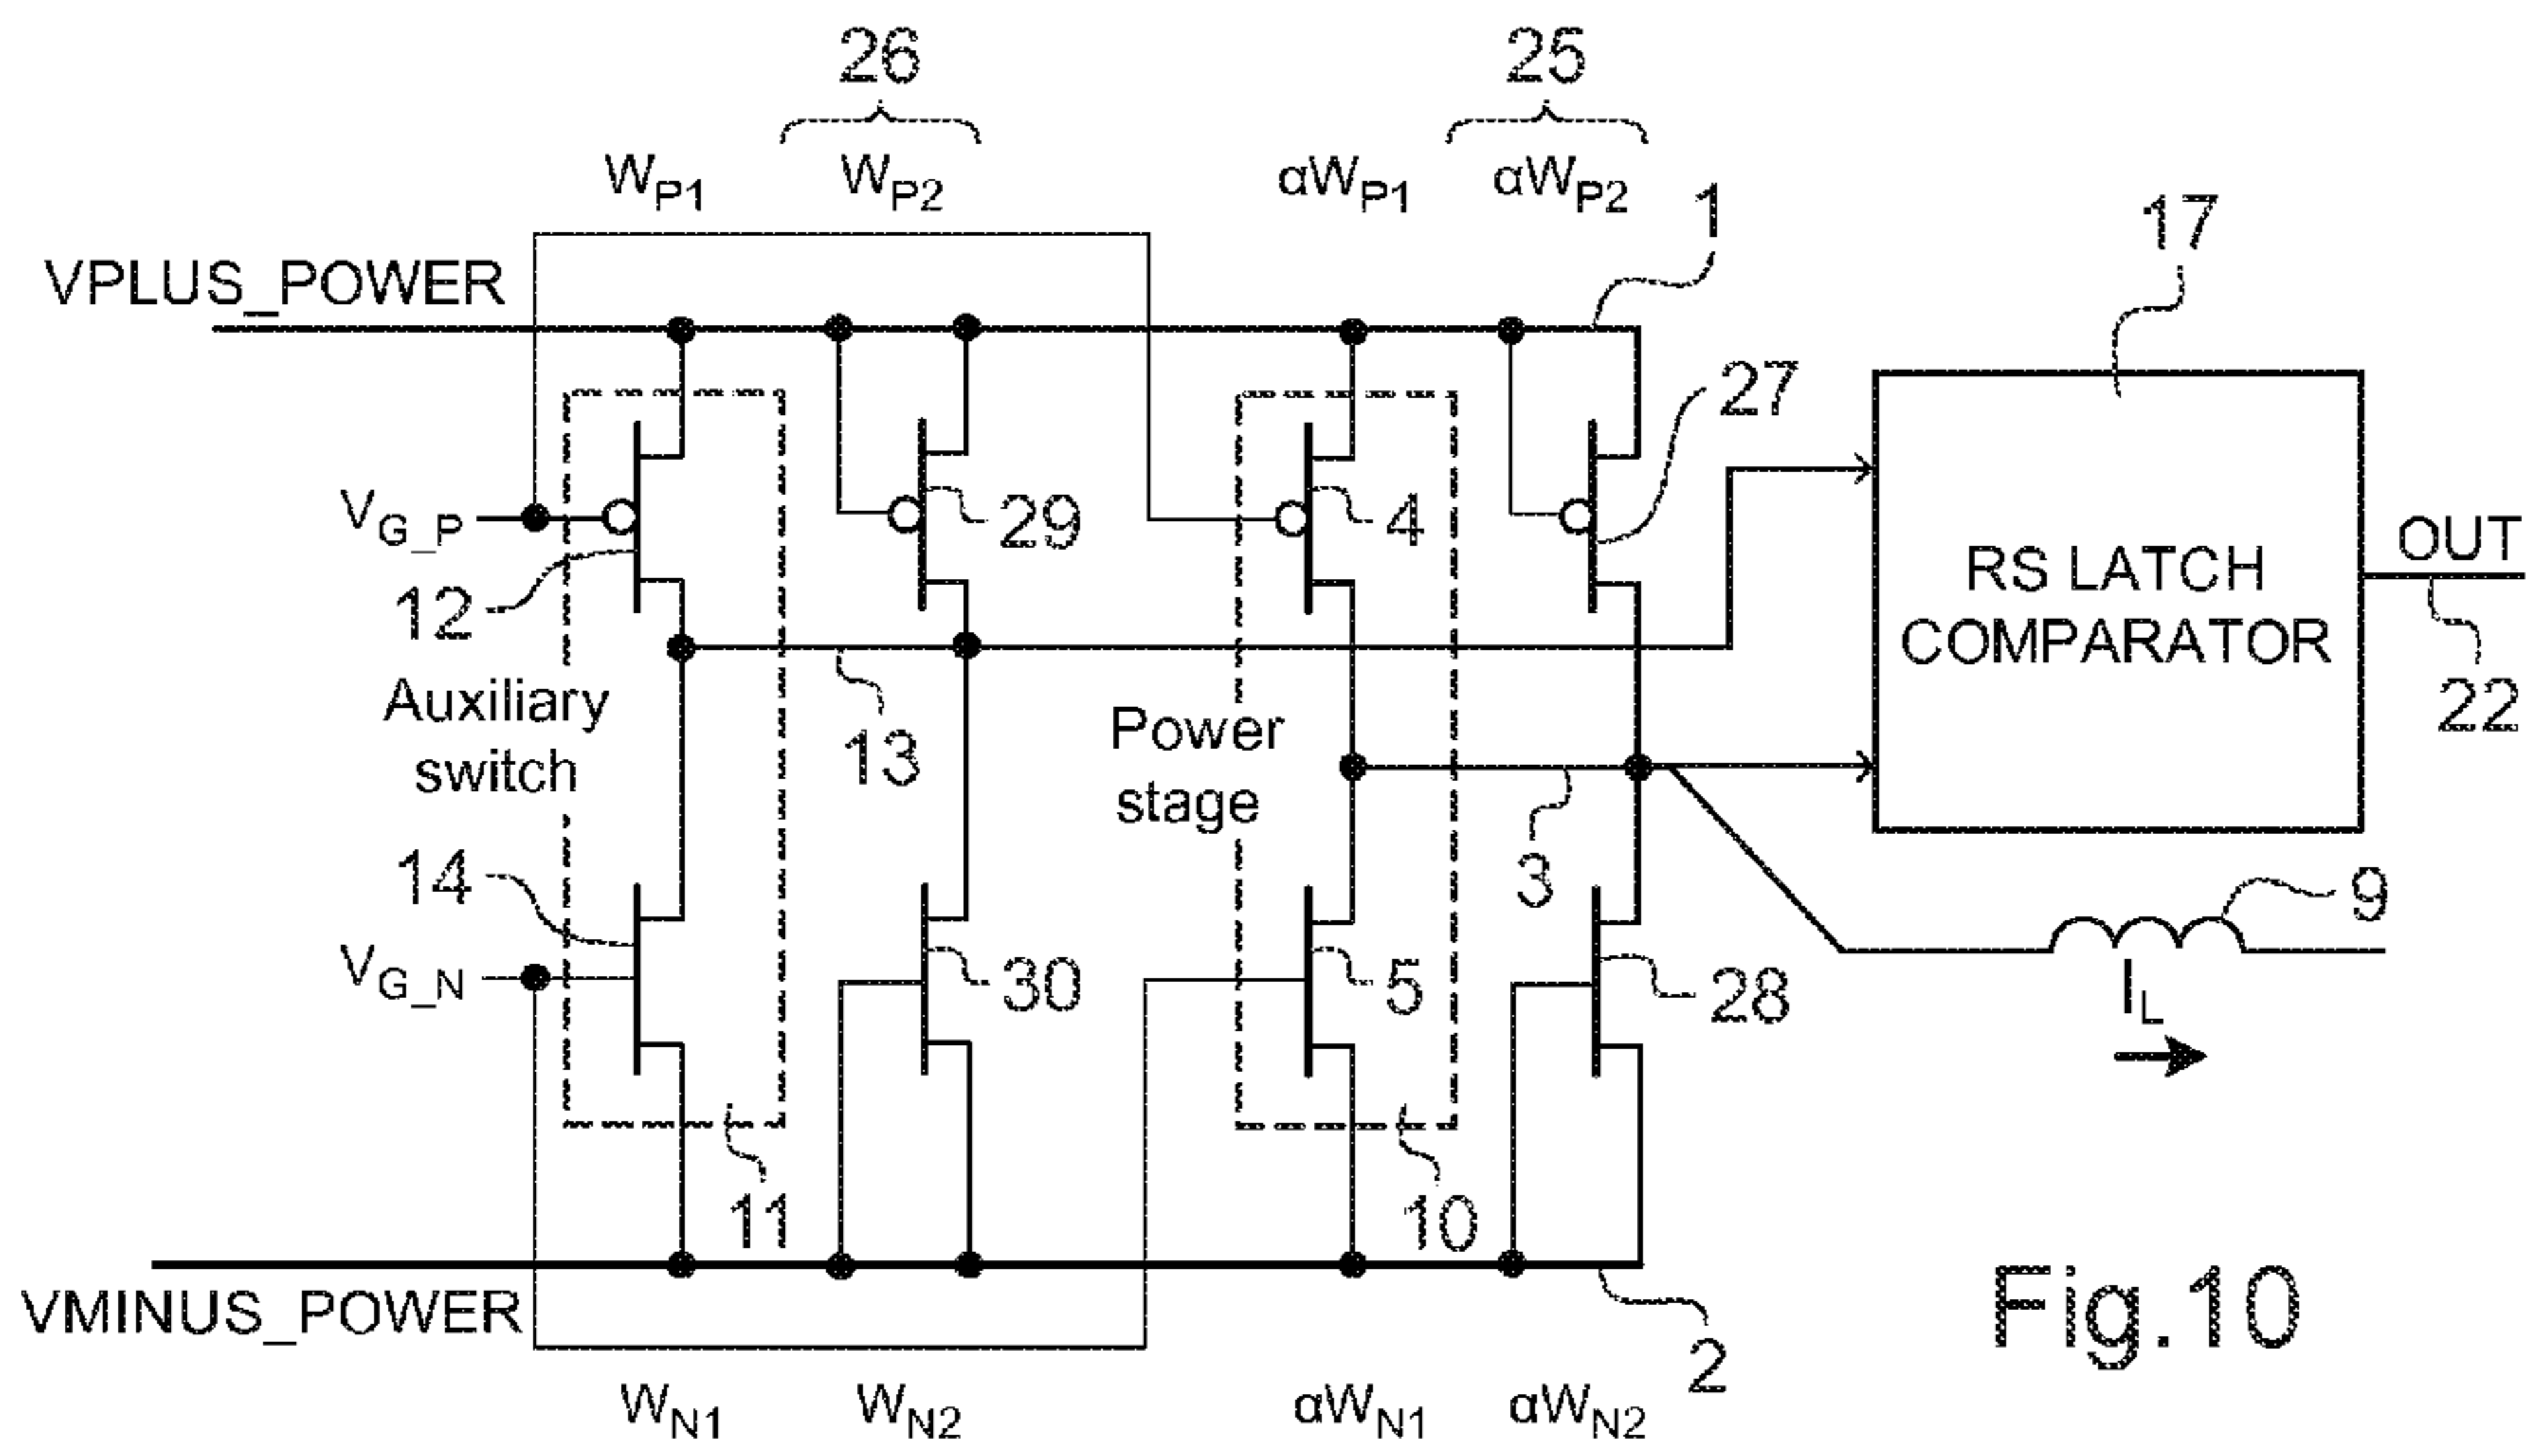 26
25
W_P1
W_P2
αW_P1
αW_P2
1
17
VPLUS_POWER
27
V_G_P
29
4
OUT
12
RS LATCH
COMPARATOR
22
Auxiliary
switch
13
Power
stage
3
14
9
V_G_N
30
5
28
I_L
11
10
VMINUS_POWER
2
Fig.10
W_N1
W_N2
αW_N1
αW_N2